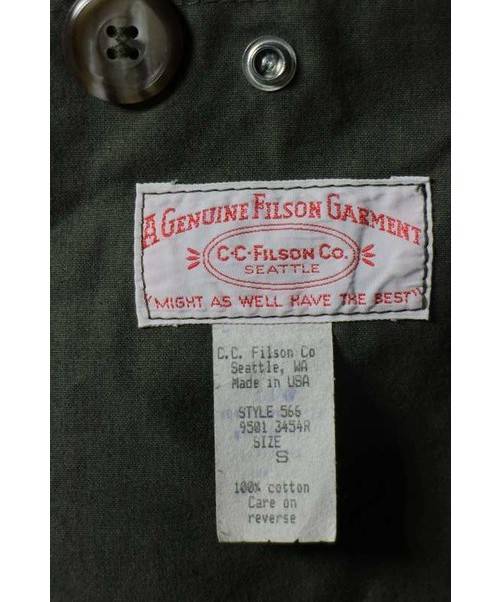 A GENUINE FILSON GARMENT
C·C·FILSON CO.
SEATTLE
"MIGHT AS WELL HAVE THE BEST"
C.C. Filson Co
Seattle, WA
Made in USA
STYLE 566
9501 3454R
SIZE
S
100% cotton
Care on
reverse